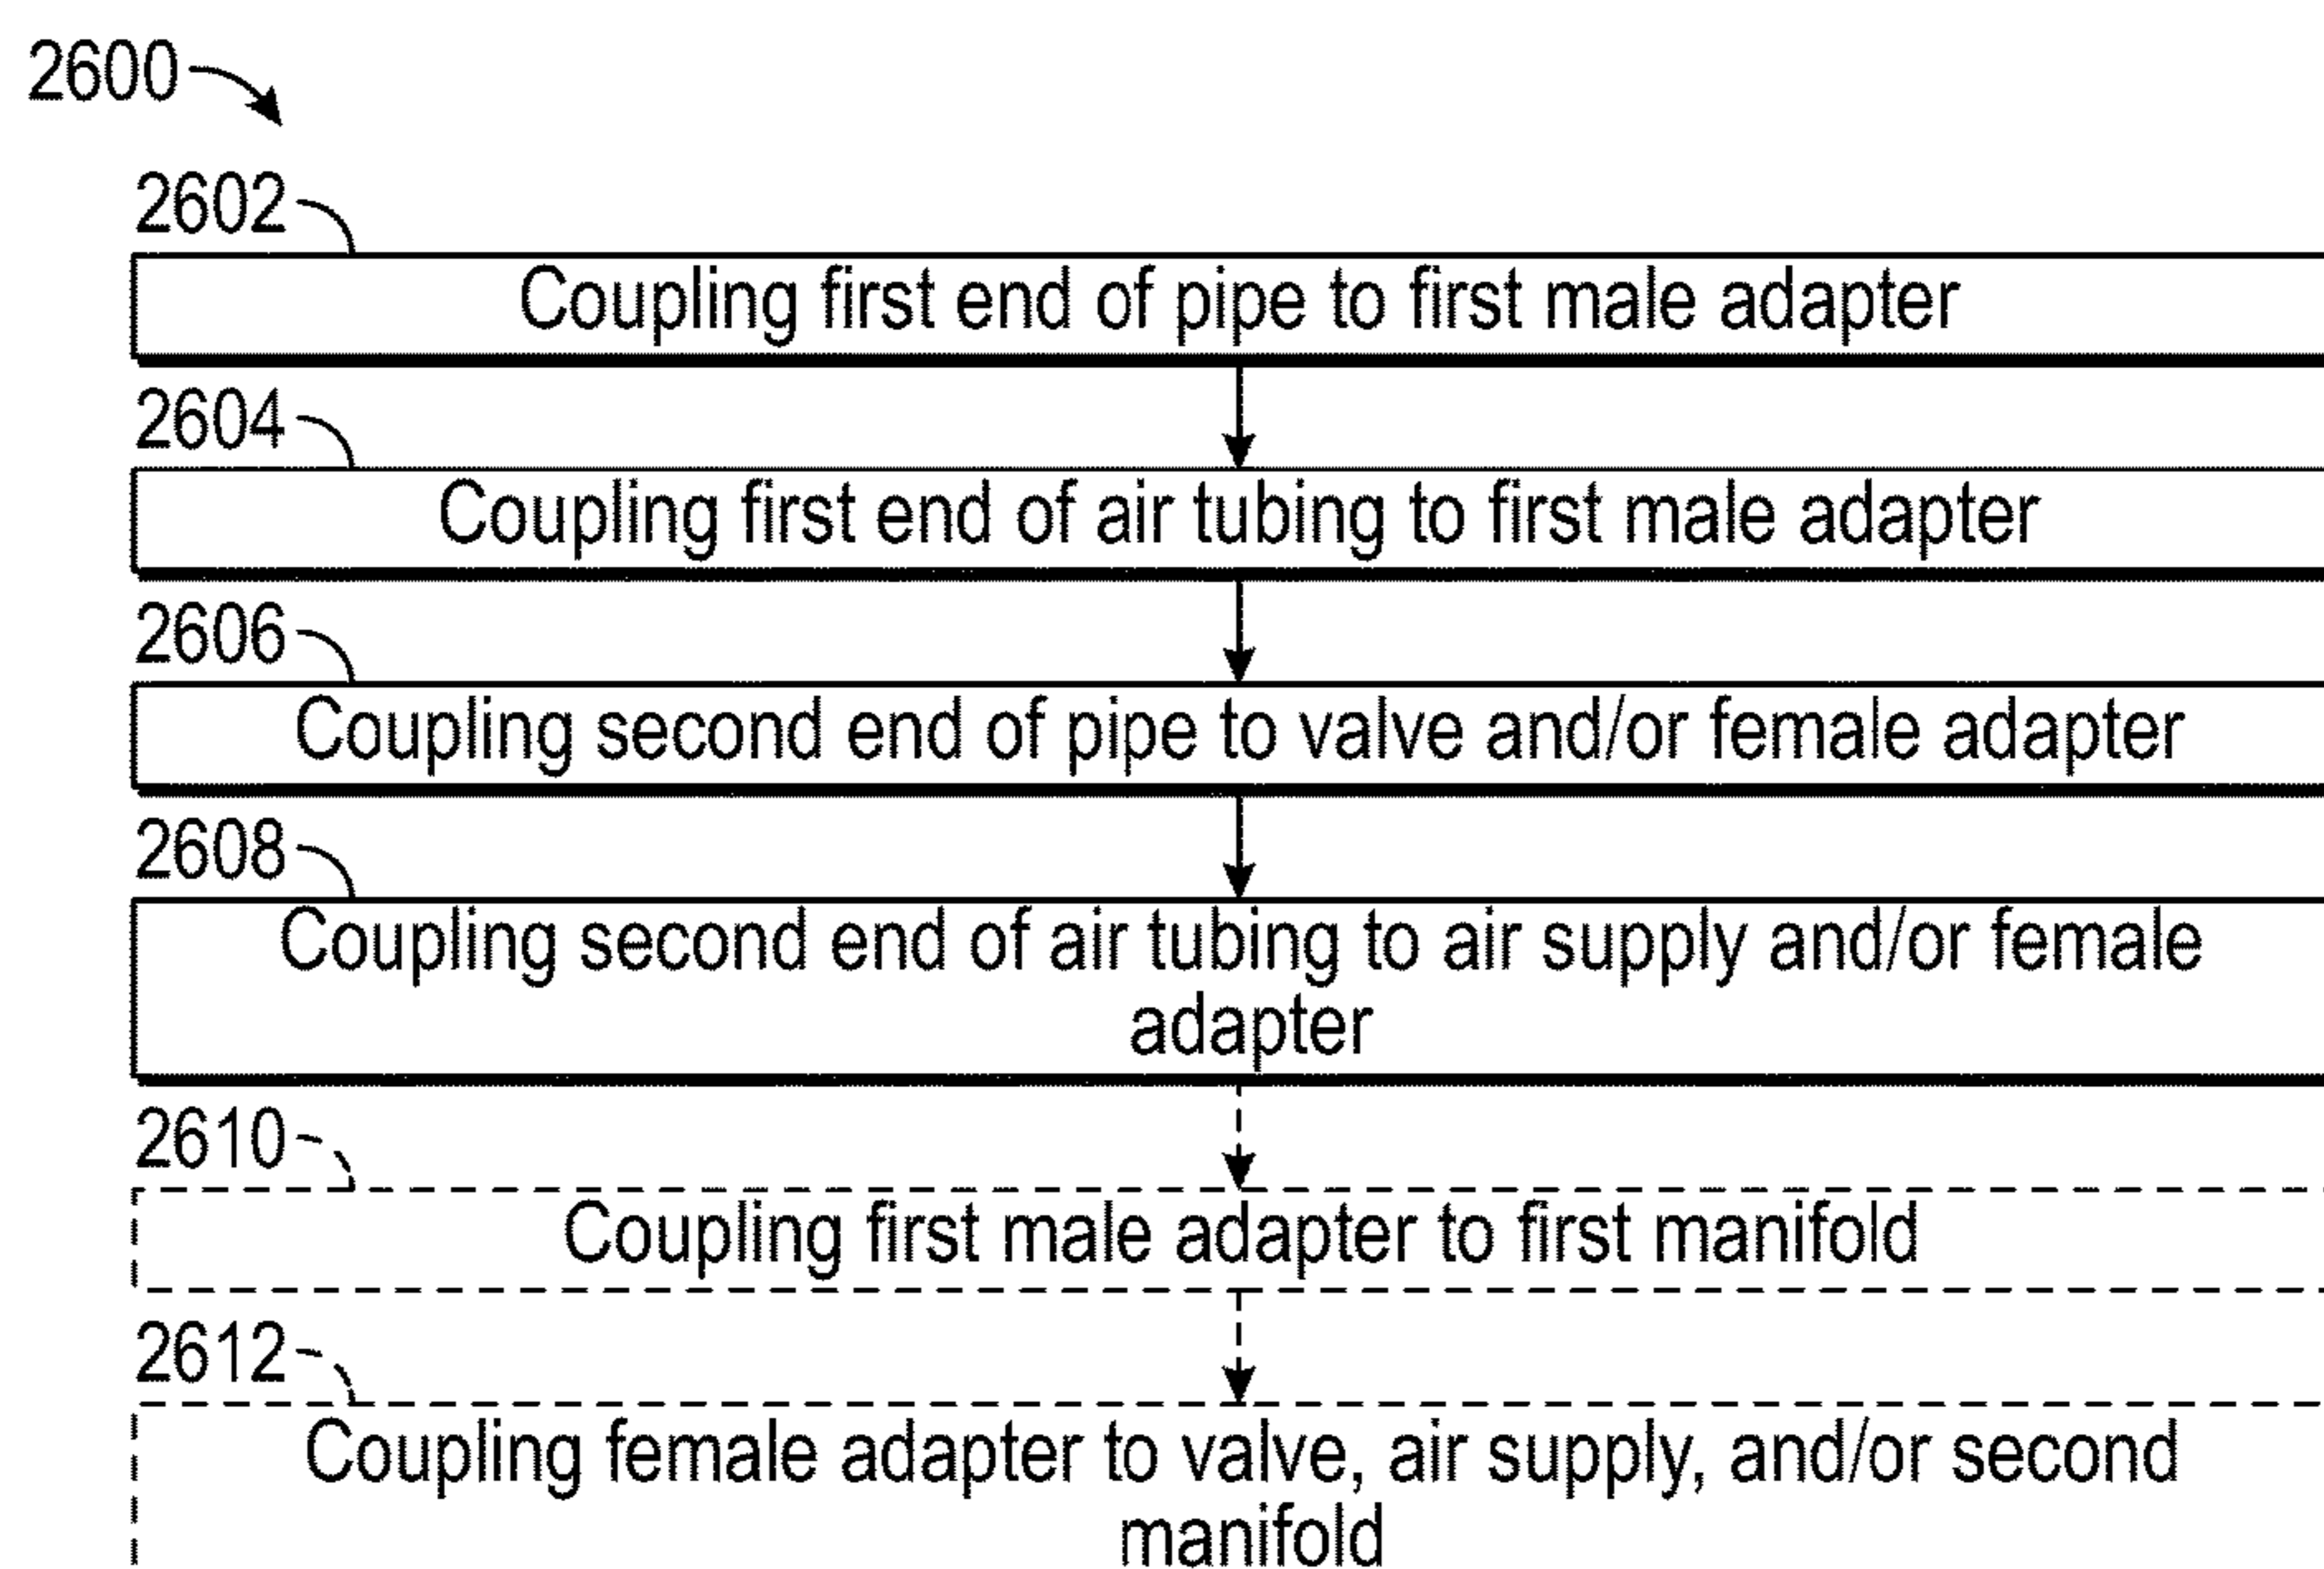 2600
2602
Coupling first end of pipe to first male adapter
2604
Coupling first end of air tubing to first male adapter
2606
Coupling second end of pipe to valve and/or female adapter
2608
Coupling second end of air tubing to air supply and/or female
adapter
2610
Coupling first male adapter to first manifold
2612
Coupling female adapter to valve, air supply, and/or second
manifold